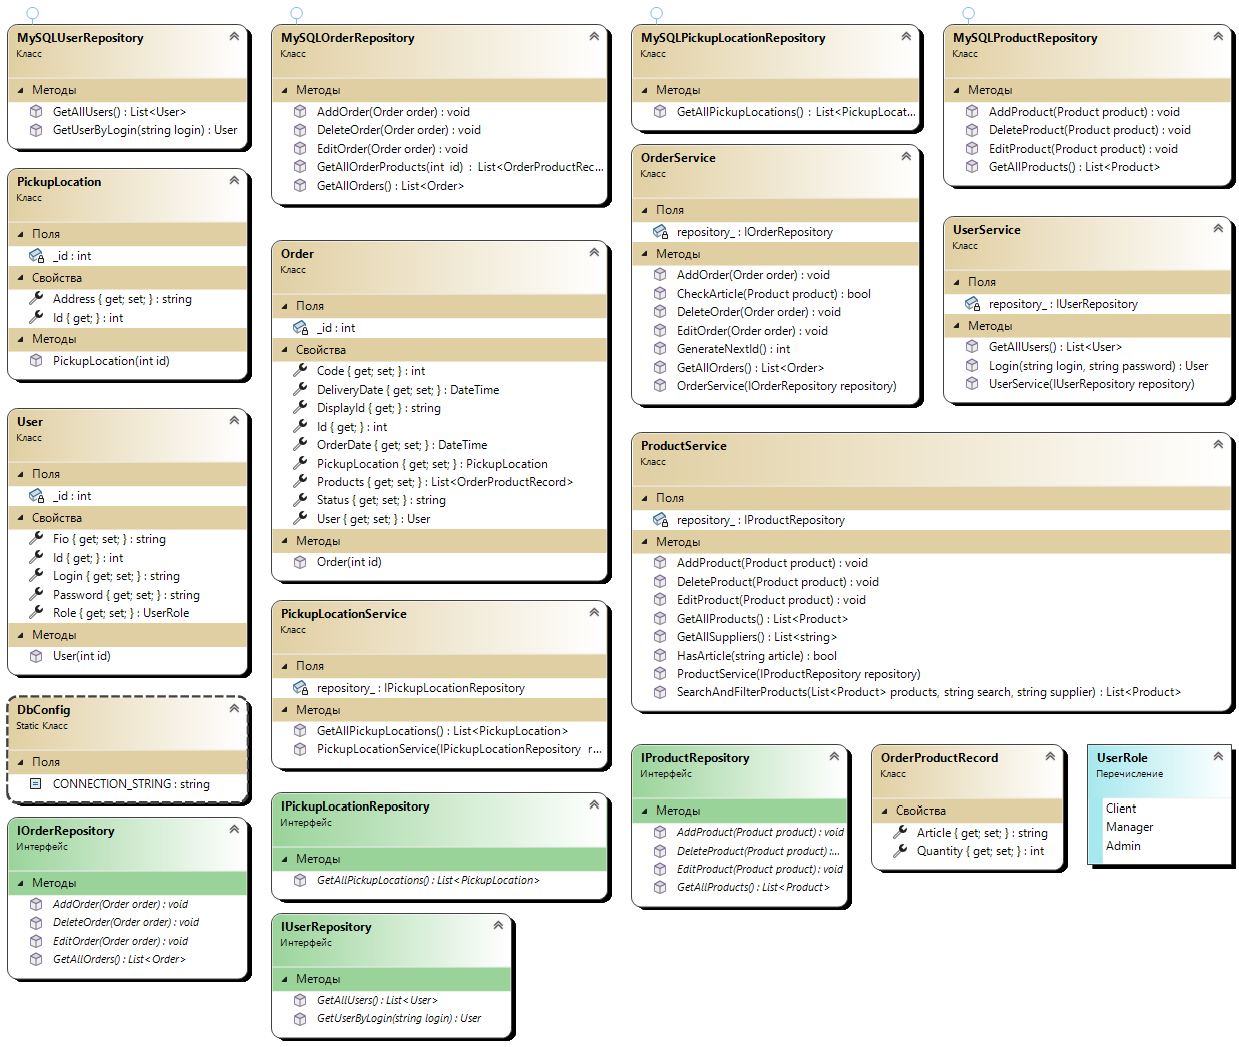 MySQLUserRepository
Класс
Методы
GetAllUsers() : List<User>
GetUserByLogin(string login) : User
PickupLocation
Класс
Поля
_id : int
Свойства
Address { get; set; } : string
Id { get; } : int
Методы
PickupLocation(int id)
User
Класс
Поля
_id : int
Свойства
Fio { get; set; } : string
Id { get; } : int
Login { get; set; } : string
Password { get; set; } : string
Role { get; set; } : UserRole
Методы
User(int id)
DbConfig
Static Класс
Поля
CONNECTION_STRING : string
IOrderRepository
Интерфейс
Методы
AddOrder(Order order) : void
DeleteOrder(Order order) : void
EditOrder(Order order) : void
GetAllOrders() : List<Order>
MySQLOrderRepository
Класс
Методы
AddOrder(Order order) : void
DeleteOrder(Order order) : void
EditOrder(Order order) : void
GetAllOrderProducts(int id) : List<OrderProductRec...
GetAllOrders() : List<Order>
Order
Класс
Поля
_id : int
Свойства
Code { get; set; } : int
DeliveryDate { get; set; } : DateTime
DisplayId { get; } : string
Id { get; } : int
OrderDate { get; set; } : DateTime
PickupLocation { get; set; } : PickupLocation
Products { get; set; } : List<OrderProductRecord>
Status { get; set; } : string
User { get; set; } : User
Методы
Order(int id)
PickupLocationService
Класс
Поля
repository_ : IPickupLocationRepository
Методы
GetAllPickupLocations() : List<PickupLocation>
PickupLocationService(IPickupLocationRepository r...
IPickupLocationRepository
Интерфейс
Методы
GetAllPickupLocations() : List<PickupLocation>
IUserRepository
Интерфейс
Методы
GetAllUsers() : List<User>
GetUserByLogin(string login) : User
MySQLPickupLocationRepository
Класс
Методы
GetAllPickupLocations() : List<PickupLocat...
OrderService
Класс
Поля
repository_ : IOrderRepository
Методы
AddOrder(Order order) : void
CheckArticle(Product product) : bool
DeleteOrder(Order order) : void
EditOrder(Order order) : void
GenerateNextId() : int
GetAllOrders() : List<Order>
OrderService(IOrderRepository repository)
MySQLProductRepository
Класс
Методы
AddProduct(Product product) : void
DeleteProduct(Product product) : void
EditProduct(Product product) : void
GetAllProducts() : List<Product>
UserService
Класс
Поля
repository_ : IUserRepository
Методы
GetAllUsers() : List<User>
Login(string login, string password) : User
UserService(IUserRepository repository)
ProductService
Класс
Поля
repository_ : IProductRepository
Методы
AddProduct(Product product) : void
DeleteProduct(Product product) : void
EditProduct(Product product) : void
GetAllProducts() : List<Product>
GetAllSuppliers() : List<string>
HasArticle(string article) : bool
ProductService(IProductRepository repository)
SearchAndFilterProducts(List<Product> products, string search, string supplier) : List<Product>
IProductRepository
Интерфейс
Методы
AddProduct(Product product) : void
DeleteProduct(Product product) :...
EditProduct(Product product) : void
GetAllProducts() : List<Product>
OrderProductRecord
Класс
Свойства
Article { get; set; } : string
Quantity { get; set; } : int
UserRole
Перечисление
Client
Manager
Admin